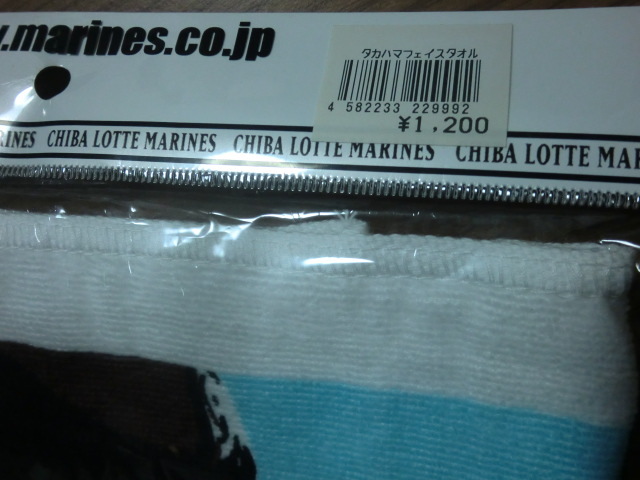 .marines.co.jp
タカハマフェイスタオル
4 582233 229992
¥1,200
CHIBA LOTTE MARINES CHIBA LOTTE MARINES CHIBA LOTTE